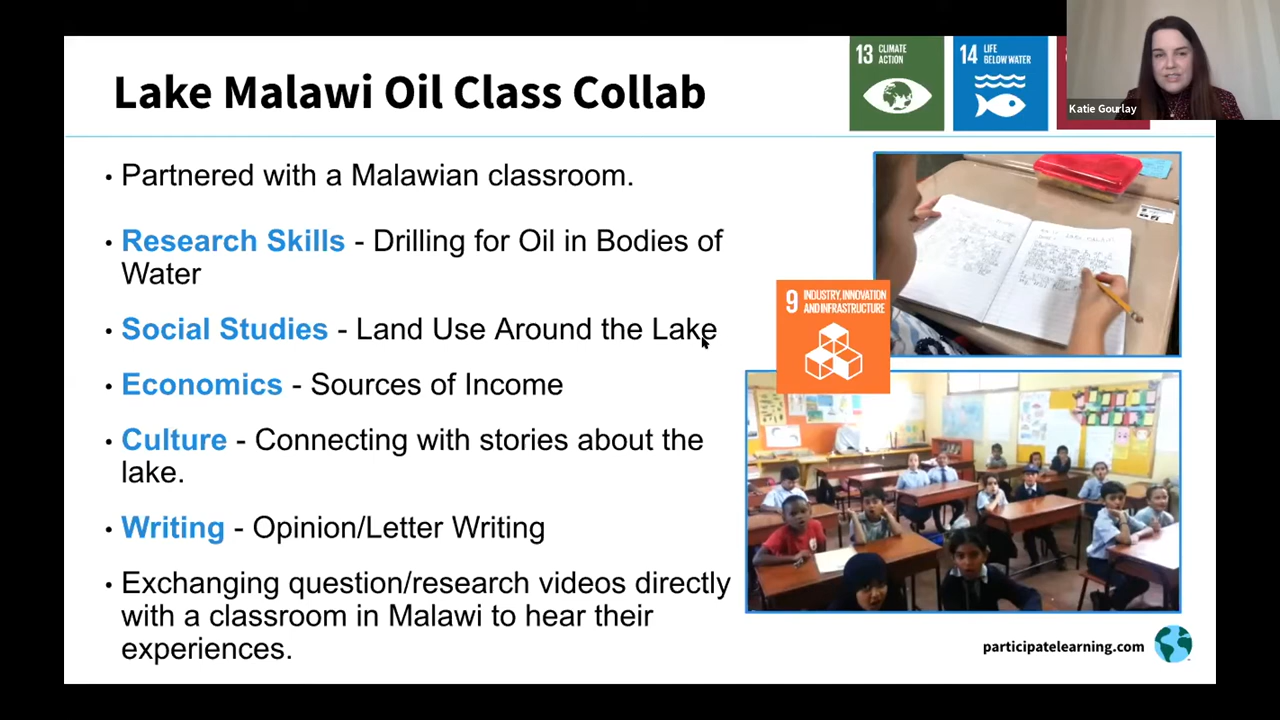 Lake Malawi Oil Class Collab
13 CLIMATE
ACTION
14 LIFE
BELOW WATER
Katie Gourlay
• Partnered with a Malawian classroom.
• Research Skills - Drilling for Oil in Bodies of
Water
• Social Studies - Land Use Around the Lake
• Economics - Sources of Income
• Culture - Connecting with stories about the
lake.
• Writing - Opinion/Letter Writing
• Exchanging question/research videos directly
with a classroom in Malawi to hear their
experiences.
9 INDUSTRY, INNOVATION
AND INFRASTRUCTURE
participatelearning.com